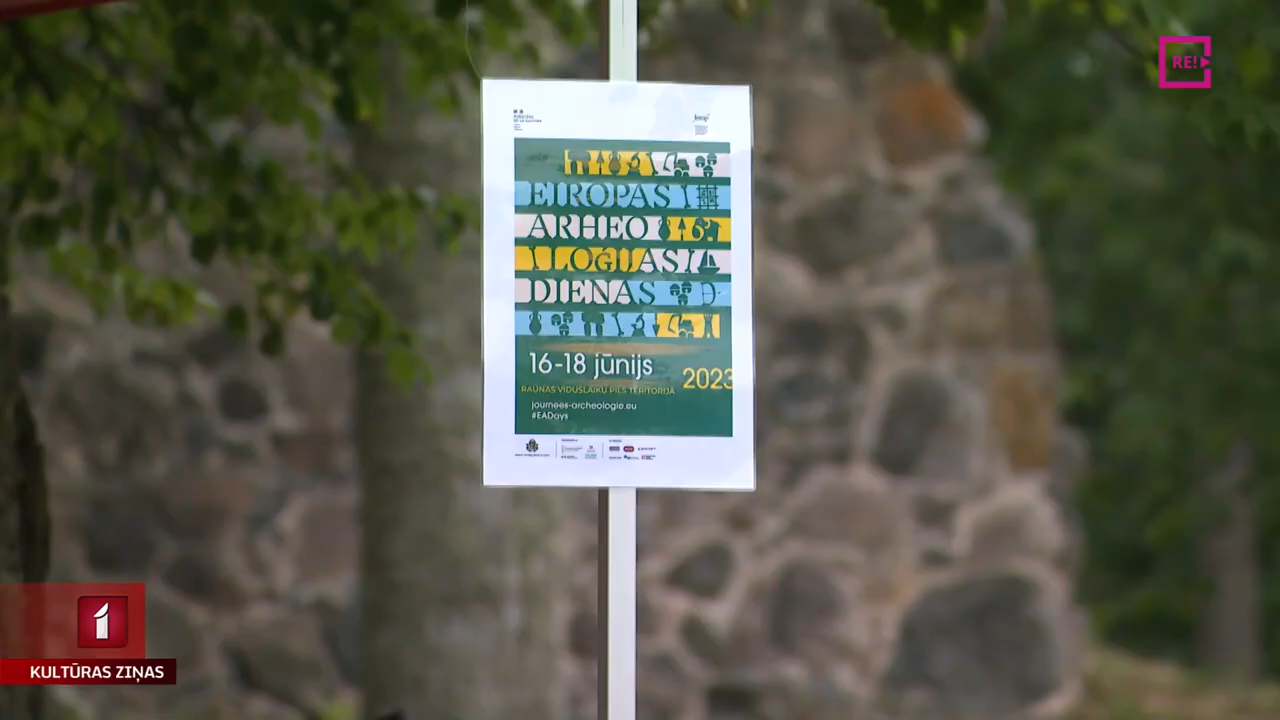 RE!
EIROPAS
ARHEO
LOĢIJAS
DIENAS
16-18 jūnijs
2023
RAUNAS VIDUSLAIKU PILS TERITORIJĀ
journees-archeologie.eu
#EADays
1
KULTŪRAS ZIŅAS